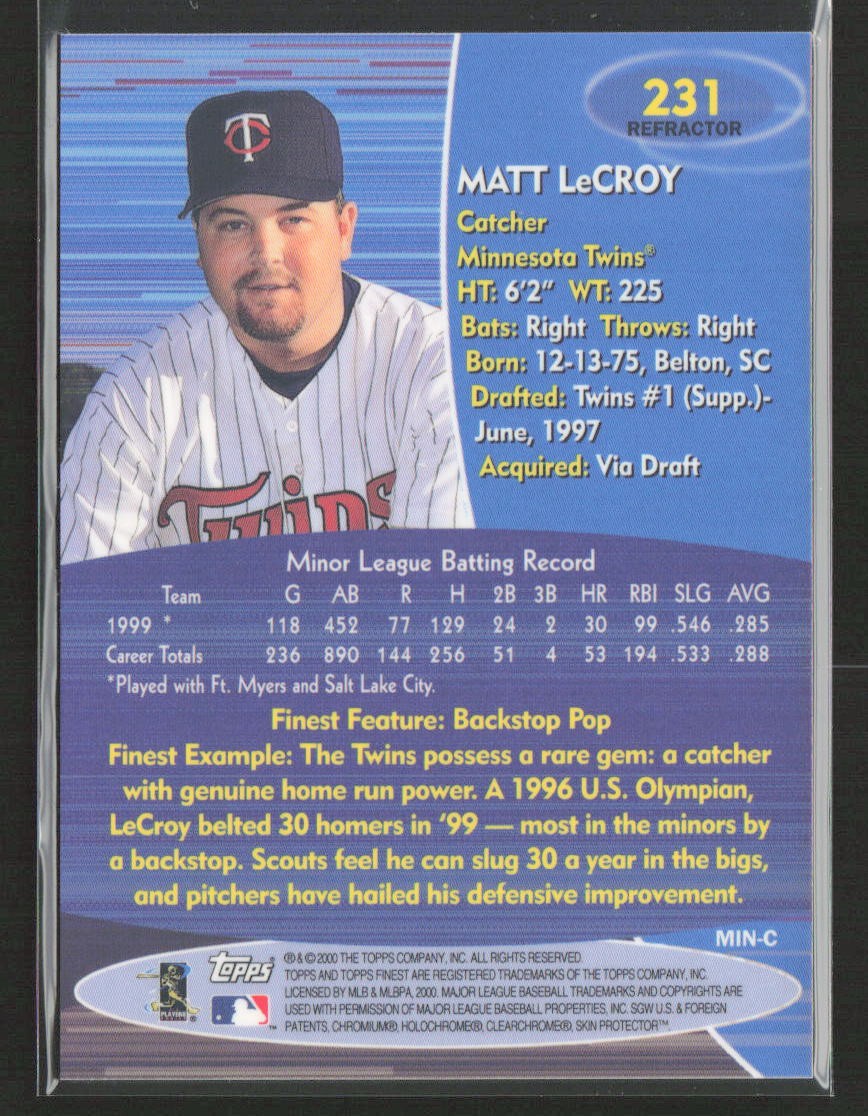 TC
Twins
231
REFRACTOR
MATT LeCROY
Catcher
Minnesota Twins®
HT: 6'2" WT: 225
Bats: Right Throws: Right
Born: 12-13-75, Belton, SC
Drafted: Twins #1 (Supp.)-
June, 1997
Acquired: Via Draft
Minor League Batting Record
Team G AB R H 2B 3B HR RBI SLG AVG
1999 * 118 452 77 129 24 2 30 99 .546 .285
Career Totals 236 890 144 256 51 4 53 194 .533 .288
*Played with Ft. Myers and Salt Lake City.
Finest Feature: Backstop Pop
Finest Example: The Twins possess a rare gem: a catcher
with genuine home run power. A 1996 U.S. Olympian,
LeCroy belted 30 homers in '99 — most in the minors by
a backstop. Scouts feel he can slug 30 a year in the bigs,
and pitchers have hailed his defensive improvement.
MIN-C
PLAYERS
Topps
®&©2000 THE TOPPS COMPANY, INC. ALL RIGHTS RESERVED.
TOPPS AND TOPPS FINEST ARE REGISTERED TRADEMARKS OF THE TOPPS COMPANY, INC.
LICENSED BY MLB & MLBPA, 2000. MAJOR LEAGUE BASEBALL TRADEMARKS AND COPYRIGHTS ARE
USED WITH PERMISSION OF MAJOR LEAGUE BASEBALL PROPERTIES, INC. SGW U.S. & FOREIGN
PATENTS, CHROMIUM®, HOLOCHROME®, CLEARCHROME®, SKIN PROTECTOR™